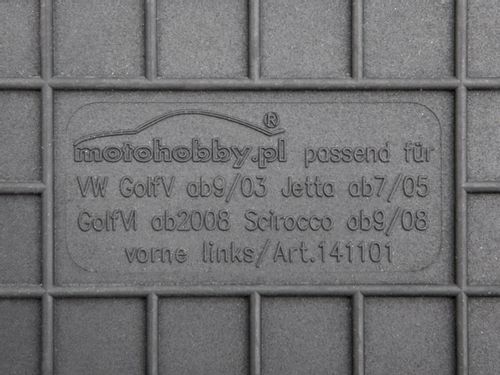 motohobby.pl® passend für
VW GolfV ab9/03 Jetta ab7/05
GolfVI ab2008 Scirocco ab9/08
vorne links/Art.141101